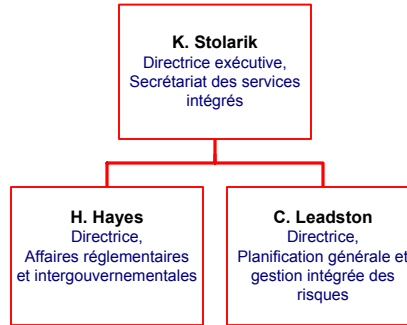 K. Stolarik
Directrice exécutive,
Secrétariat des services
intégrés
H. Hayes
Directrice,
Affaires réglementaires
et intergouvernementales
C. Leadston
Directrice,
Planification générale et
gestion intégrée des
risques